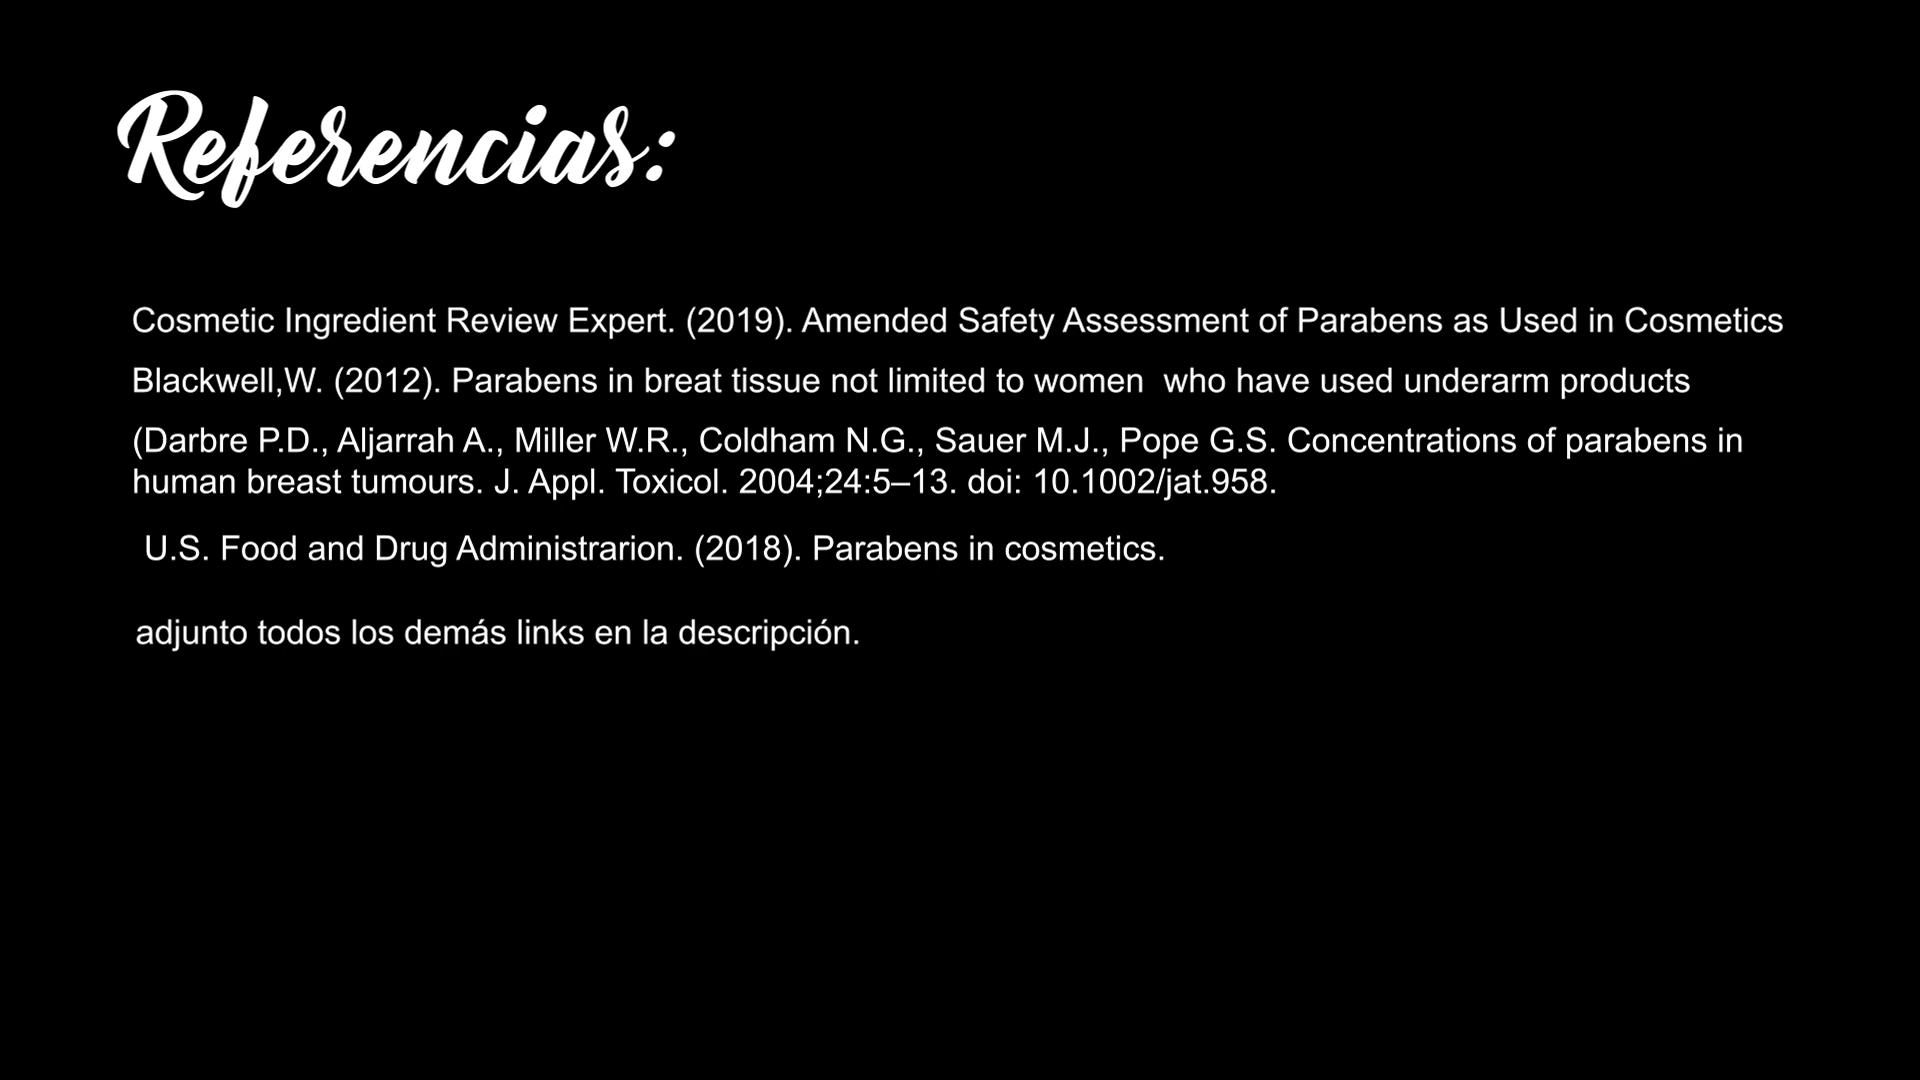 Referencias:
Cosmetic Ingredient Review Expert. (2019). Amended Safety Assessment of Parabens as Used in Cosmetics
Blackwell,W. (2012). Parabens in breat tissue not limited to women  who have used underarm products
(Darbre P.D., Aljarrah A., Miller W.R., Coldham N.G., Sauer M.J., Pope G.S. Concentrations of parabens in
human breast tumours. J. Appl. Toxicol. 2004;24:5–13. doi: 10.1002/jat.958.
U.S. Food and Drug Administrarion. (2018). Parabens in cosmetics.
adjunto todos los demás links en la descripción.